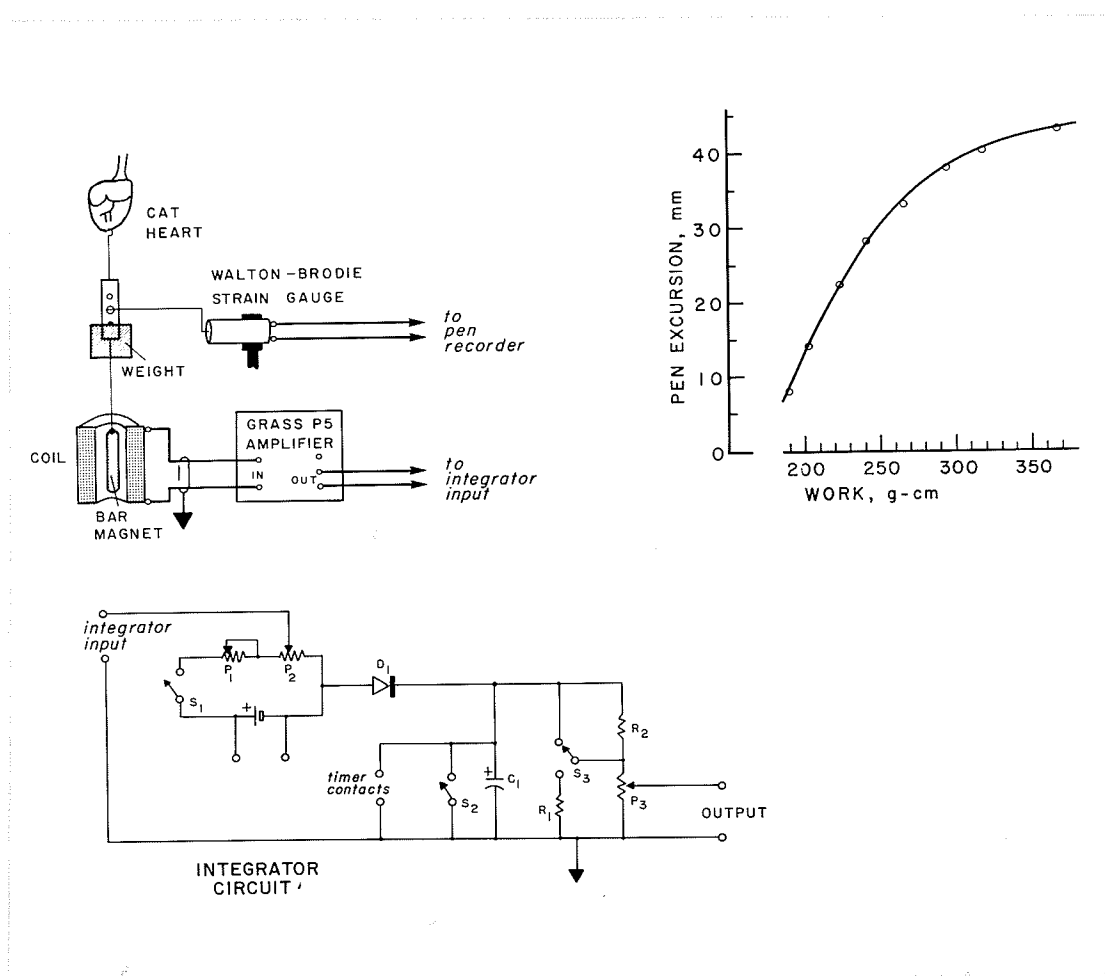 CAT
HEART
WALTON-BRODIE
STRAIN GAUGE
to
pen
recorder
WEIGHT
COIL
GRASS P5
AMPLIFIER
IN
OUT
to
integrator
input
BAR
MAGNET
PEN EXCURSION, mm
40
30
20
10
0
200 250 300 350
WORK, g-cm
integrator
input
P1
P2
S1
+
D1
timer
contacts
S2
+
C1
S3
R1
R2
P3
OUTPUT
INTEGRATOR
CIRCUIT